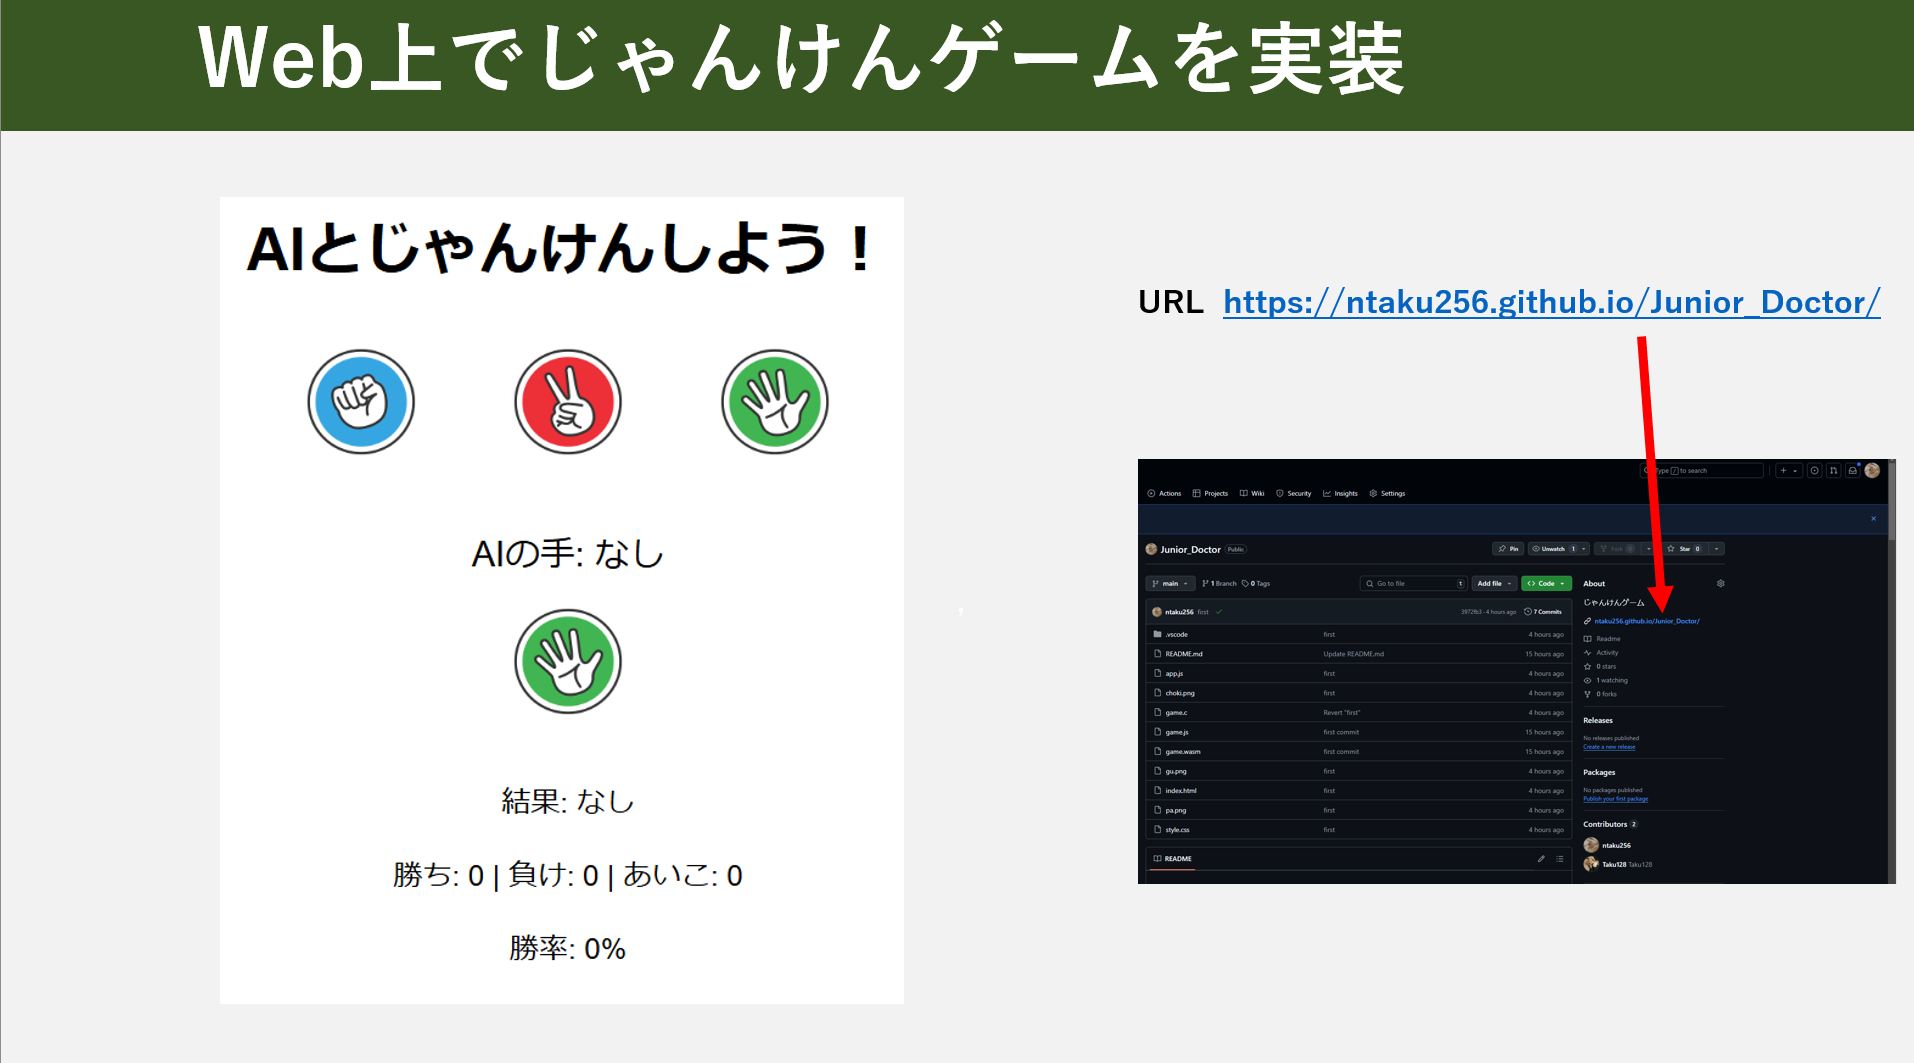 Web上でじゃんけんゲームを実装
AIとじゃんけんしよう！
AIの手: なし
結果: なし
勝ち: 0 | 負け: 0 | あいこ: 0
勝率: 0%
URL https://ntaku256.github.io/Junior_Doctor/
Type / to search
Actions Projects Wiki Security Insights Settings
Junior_Doctor Public
Pin Unwatch 1 Fork 0 Star 0
main 1 Branch 0 Tags Go to file t Add file Code
ntaku256 first 3972fb3 · 4 hours ago 7 Commits
.vscode first 4 hours ago
README.md Update README.md 15 hours ago
app.js first 4 hours ago
choki.png first 4 hours ago
game.c Revert "first" 4 hours ago
game.js first commit 15 hours ago
game.wasm first commit 15 hours ago
gu.png first 4 hours ago
index.html first 4 hours ago
pa.png first 4 hours ago
style.css first 4 hours ago
README
About
じゃんけんゲーム
ntaku256.github.io/Junior_Doctor/
Readme
Activity
0 stars
1 watching
0 forks
Releases
No releases published
Create a new release
Packages
No packages published
Publish your first package
Contributors 2
ntaku256
Taku128 Taku128